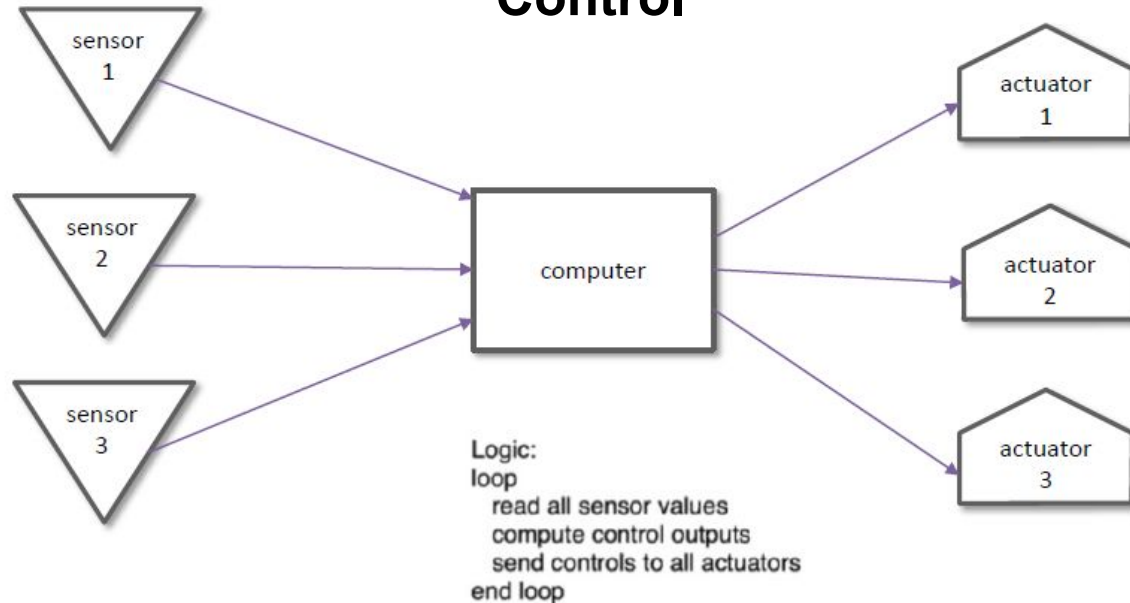 Control
sensor
1
sensor
2
sensor
3
computer
actuator
1
actuator
2
actuator
3
Logic:
loop
read all sensor values
compute control outputs
send controls to all actuators
end loop